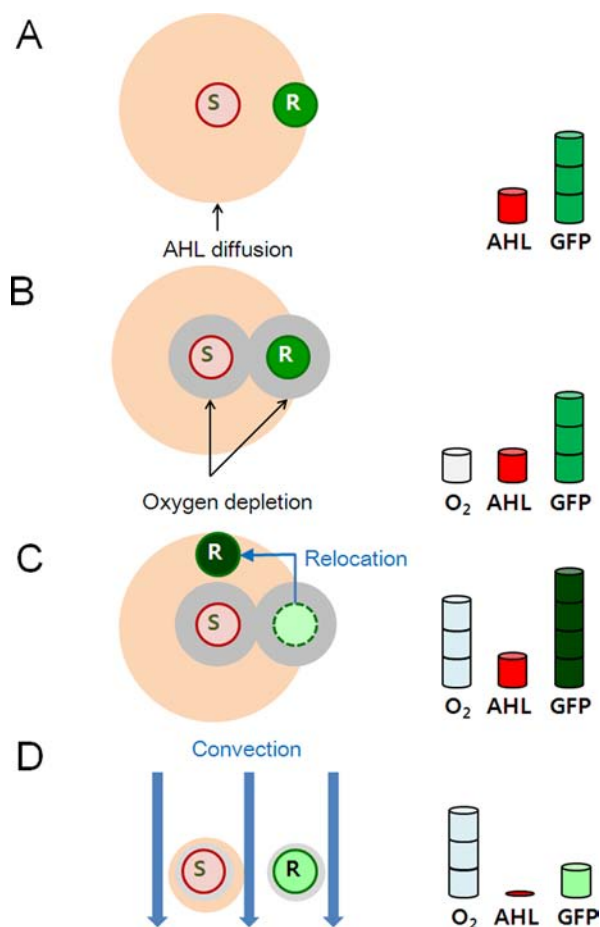 A
S
R
AHL diffusion
AHL GFP
B
S
R
Oxygen depletion
O₂ AHL GFP
C
R
Relocation
S
O₂ AHL GFP
D
Convection
S
R
O₂ AHL GFP